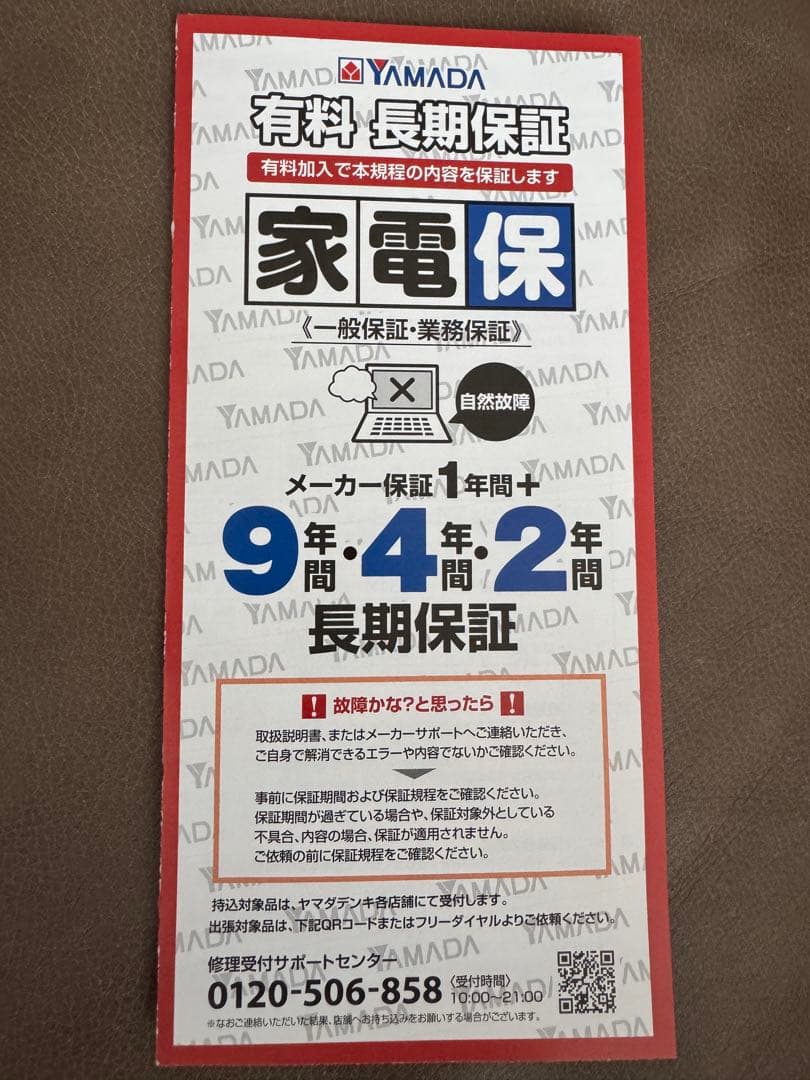 YAMADA
有料 長期保証
有料加入で本規程の内容を保証します
家電保
《一般保証・業務保証》
×
自然故障
メーカー保証1年間＋
9年間・4年間・2年間
長期保証
！ 故障かな?と思ったら ！
取扱説明書、またはメーカーサポートへご連絡いただき、
ご自身で解消できるエラーや内容でないかご確認ください。
事前に保証期間および保証規程をご確認ください。
保証期間が過ぎている場合や、保証対象外としている
不具合、内容の場合、保証が適用されません。
ご依頼の前に保証規程をご確認ください。
持込対象品は、ヤマダデンキ各店舗にて受付します。
出張対象品は、下記QRコードまたはフリーダイヤルよりご依頼ください。
修理受付サポートセンター
0120-506-858 〈受付時間〉 10:00～21:00
※なおご連絡いただいた結果、店舗へお持ち込みをお願いする場合がございます。